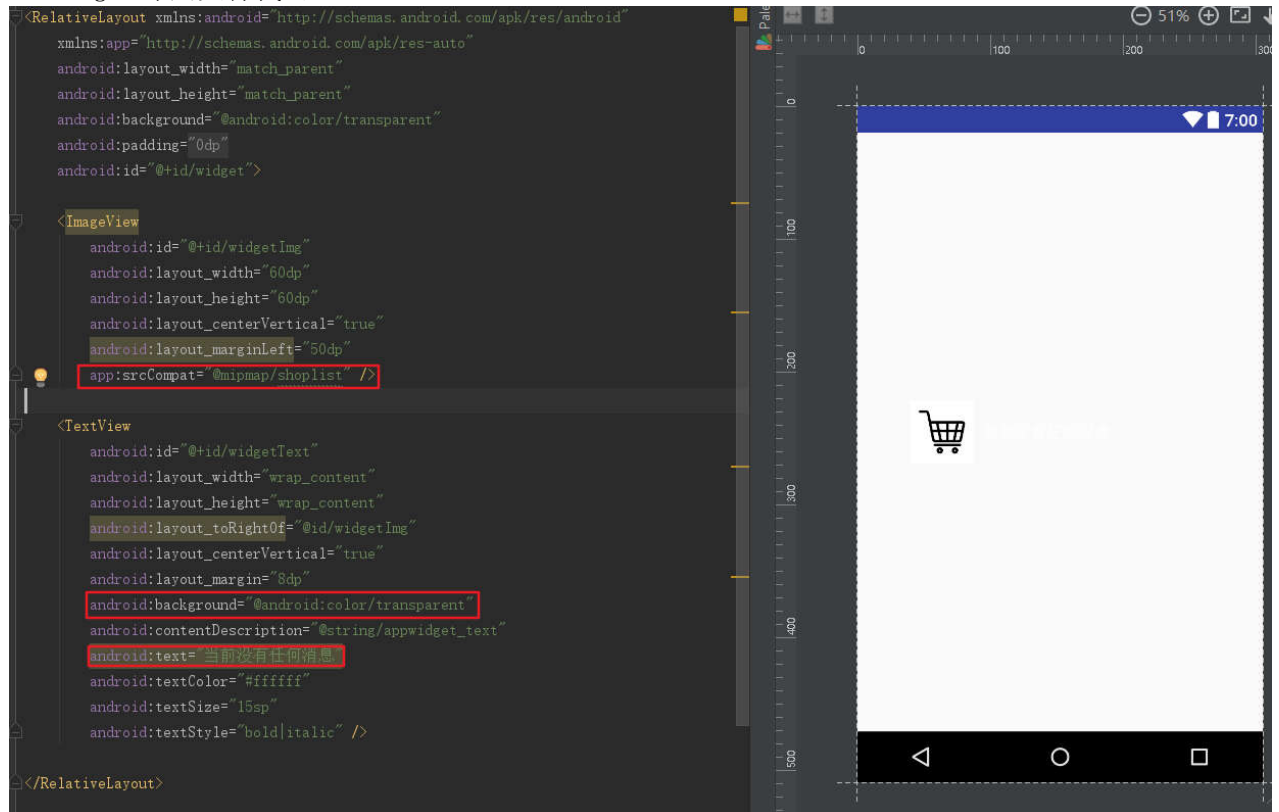 <RelativeLayout xmlns:android="http://schemas.android.com/apk/res/android"
xmlns:app="http://schemas.android.com/apk/res-auto"
android:layout_width="match_parent"
android:layout_height="match_parent"
android:background="@android:color/transparent"
android:padding="0dp"
android:id="@+id/widget">
<ImageView
android:id="@+id/widgetImg"
android:layout_width="60dp"
android:layout_height="60dp"
android:layout_centerVertical="true"
android:layout_marginLeft="50dp"
app:srcCompat="@mipmap/shoplist" />
<TextView
android:id="@+id/widgetText"
android:layout_width="wrap_content"
android:layout_height="wrap_content"
android:layout_toRightOf="@id/widgetImg"
android:layout_centerVertical="true"
android:layout_margin="8dp"
android:background="@android:color/transparent"
android:contentDescription="@string/appwidget_text"
android:text="当前没有任何消息"
android:textColor="#ffffff"
android:textSize="15sp"
android:textStyle="bold|italic" />
</RelativeLayout>
Pale
51%
0 100 200 300
0
100
200
300
400
500
7:00